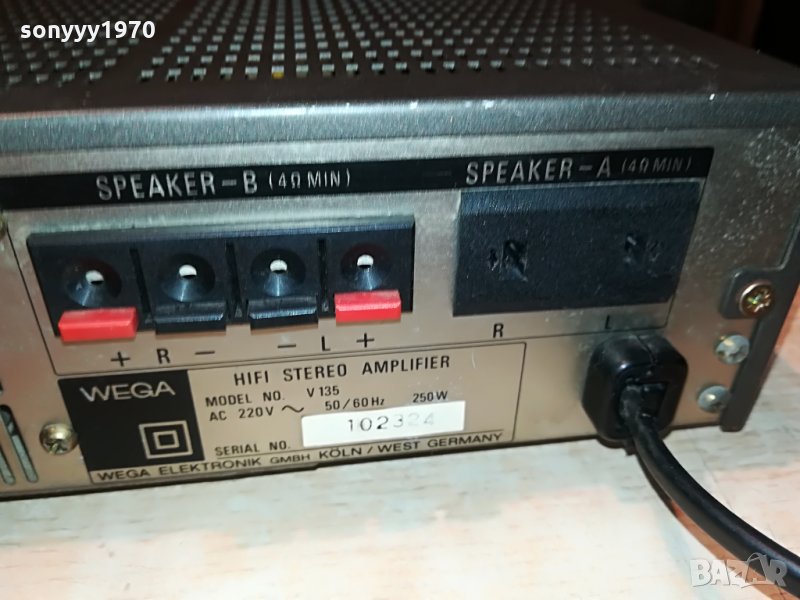 sonyyy1970
SPEAKER-B (4Ω MIN)
SPEAKER-A (4Ω MIN)
+ R - - L +
R L
WEGA
HIFI STEREO AMPLIFIER
MODEL NO. V 135
AC 220V ~ 50/60Hz 250W
SERIAL NO. 102324
WEGA ELEKTRONIK GMBH KÖLN / WEST GERMANY
BAZAR